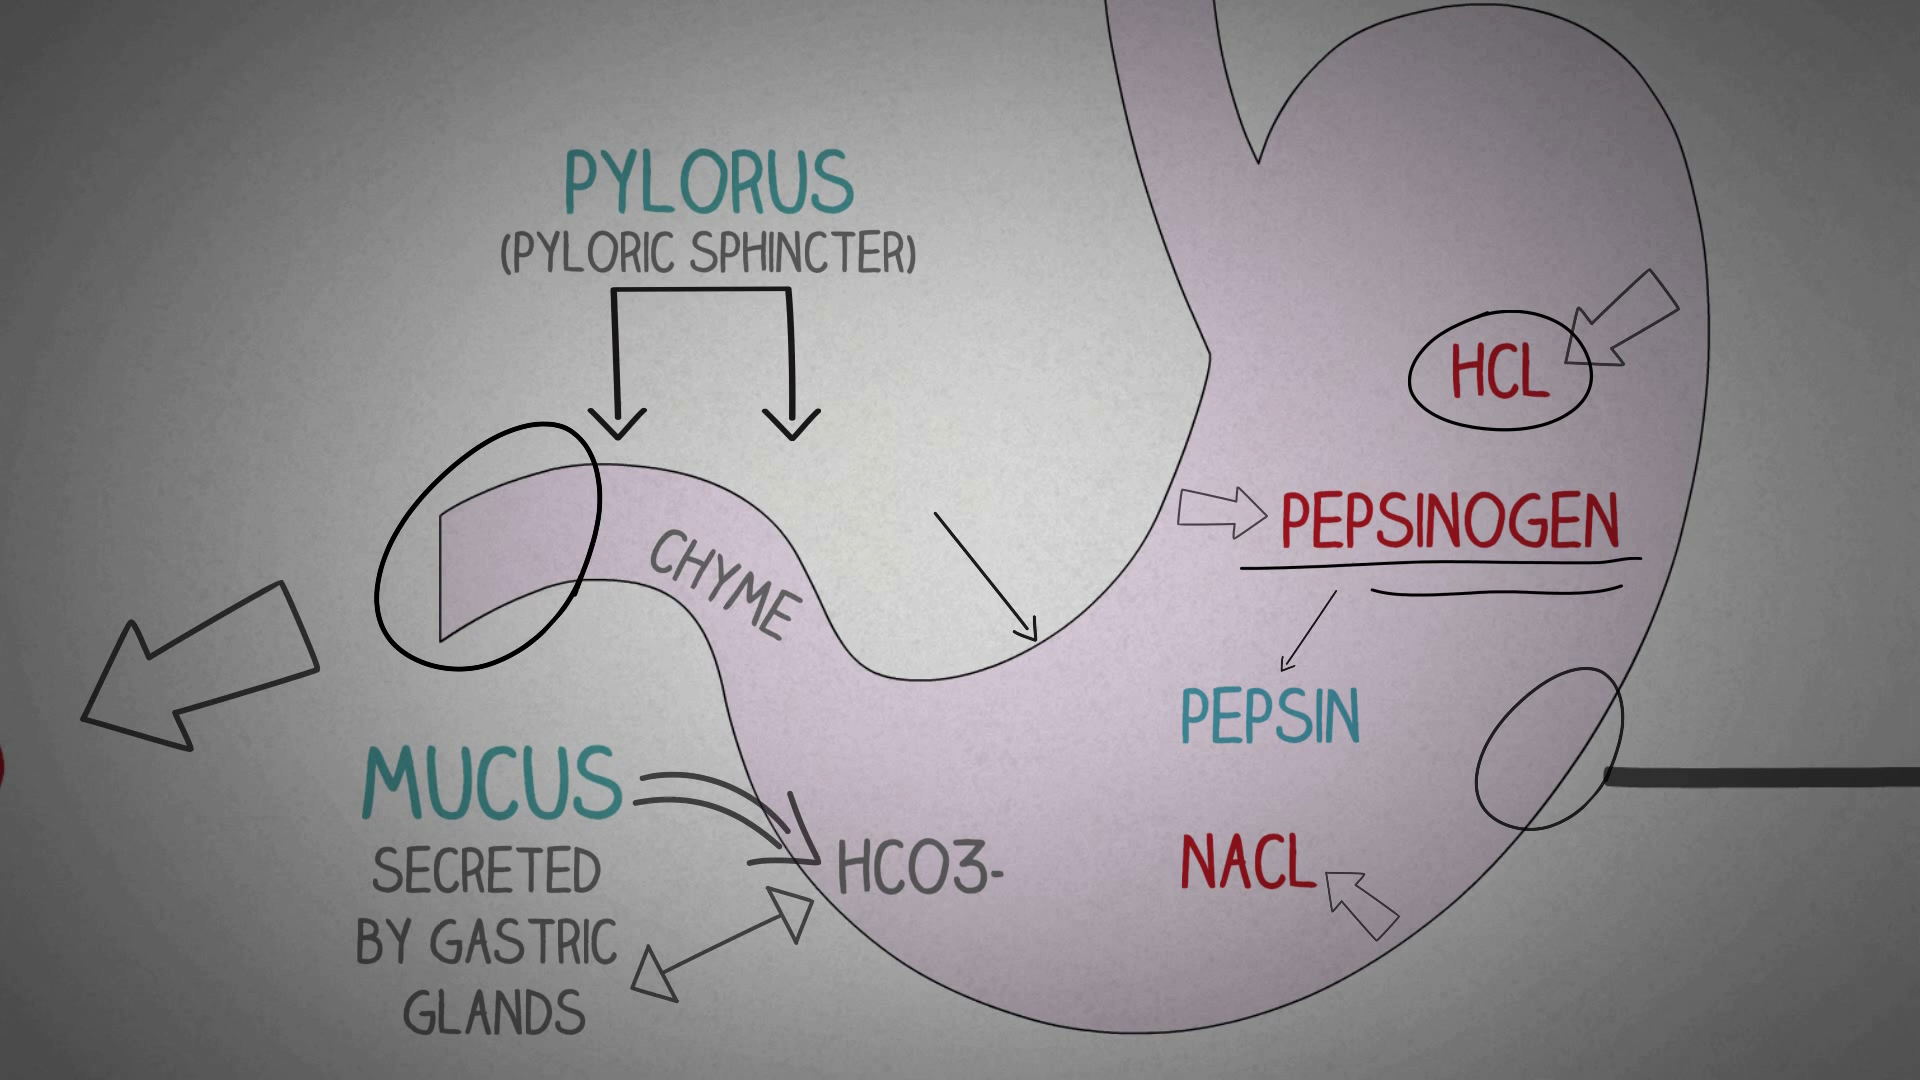 PYLORUS
(PYLORIC SPHINCTER)
HCL
PEPSINOGEN
CHYME
PEPSIN
MUCUS
SECRETED
BY GASTRIC
GLANDS
HCO3-
NACL